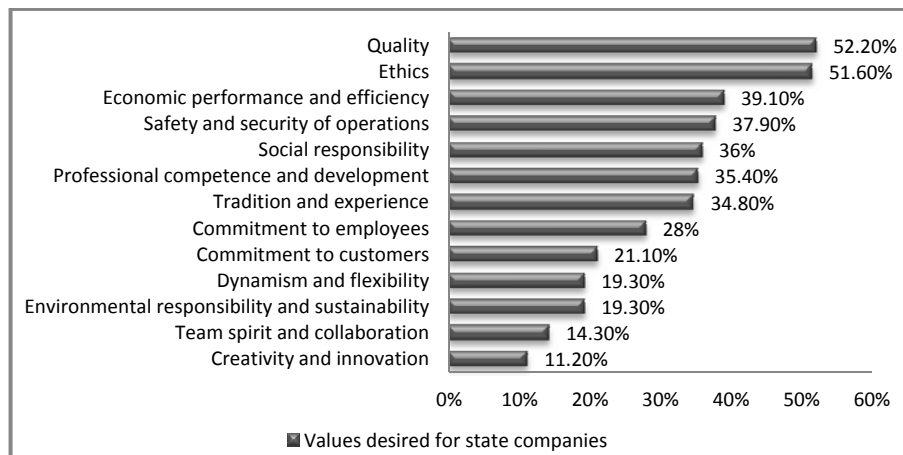 Quality 52.20%
Ethics 51.60%
Economic performance and efficiency 39.10%
Safety and security of operations 37.90%
Social responsibility 36%
Professional competence and development 35.40%
Tradition and experience 34.80%
Commitment to employees 28%
Commitment to customers 21.10%
Dynamism and flexibility 19.30%
Environmental responsibility and sustainability 19.30%
Team spirit and collaboration 14.30%
Creativity and innovation 11.20%
0% 10% 20% 30% 40% 50% 60%
Values desired for state companies